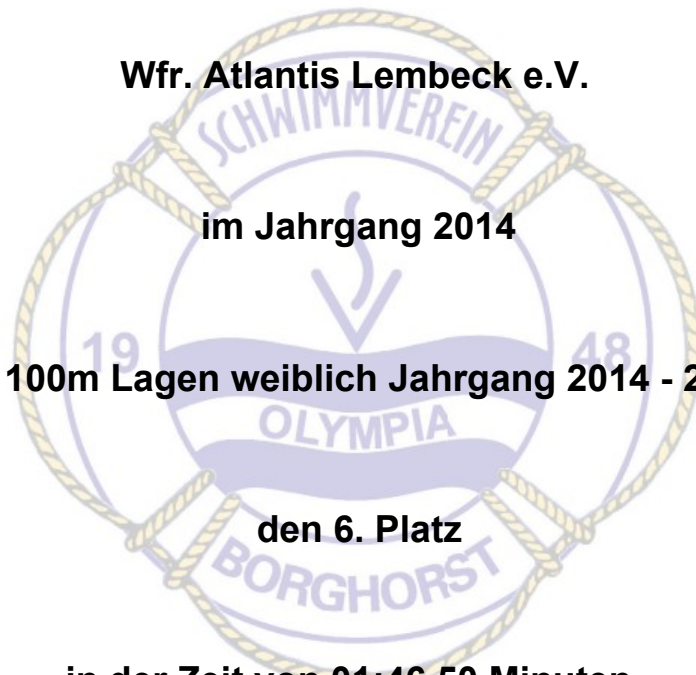 Wfr. Atlantis Lembeck e.V.
SCHWIMMVEREIN
im Jahrgang 2014
19 48
100m Lagen weiblich Jahrgang 2014 - 2
OLYMPIA
den 6. Platz
BORGHORST
in der Zeit von 01:46,50 Minuten